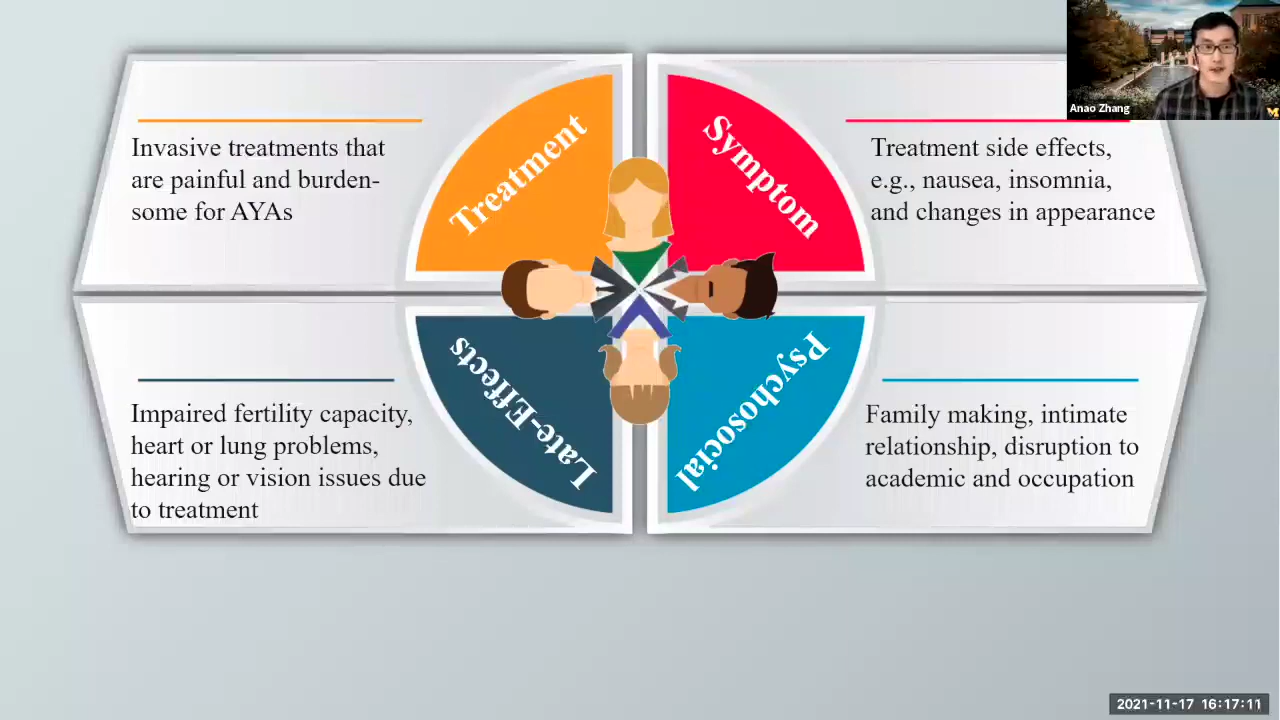 Anao Zhang
Treatment
Symptom
Late-Effects
Psychosocial
Invasive treatments that
are painful and burden-
some for AYAs
Treatment side effects,
e.g., nausea, insomnia,
and changes in appearance
Impaired fertility capacity,
heart or lung problems,
hearing or vision issues due
to treatment
Family making, intimate
relationship, disruption to
academic and occupation
2021-11-17 16:17:11